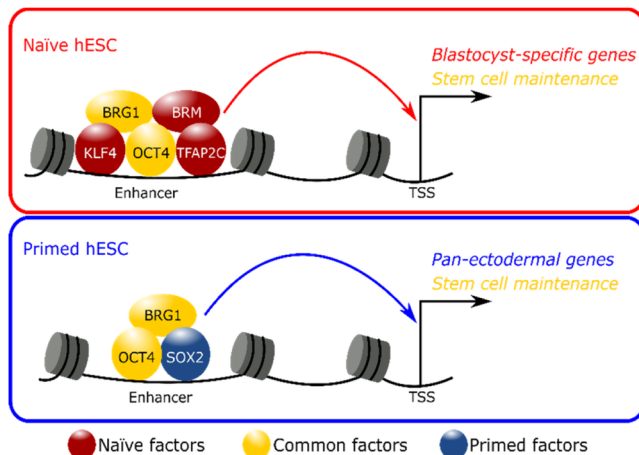 Naïve hESC
Blastocyst-specific genes
Stem cell maintenance
BRG1
BRM
KLF4
OCT4
TFAP2C
Enhancer
TSS
Primed hESC
Pan-ectodermal genes
Stem cell maintenance
BRG1
OCT4
SOX2
Enhancer
TSS
Naïve factors
Common factors
Primed factors